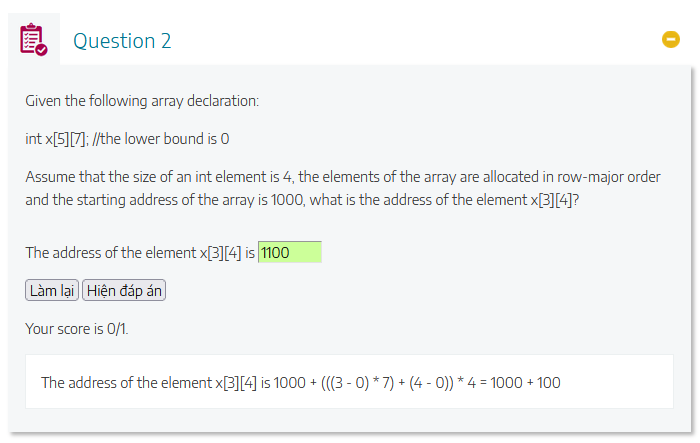 Question 2
Given the following array declaration:
int x[5][7]; //the lower bound is 0
Assume that the size of an int element is 4, the elements of the array are allocated in row-major order
and the starting address of the array is 1000, what is the address of the element x[3][4]?
The address of the element x[3][4] is 1100
Làm lại Hiện đáp án
Your score is 0/1.
The address of the element x[3][4] is 1000 + (((3 - 0) * 7) + (4 - 0)) * 4 = 1000 + 100